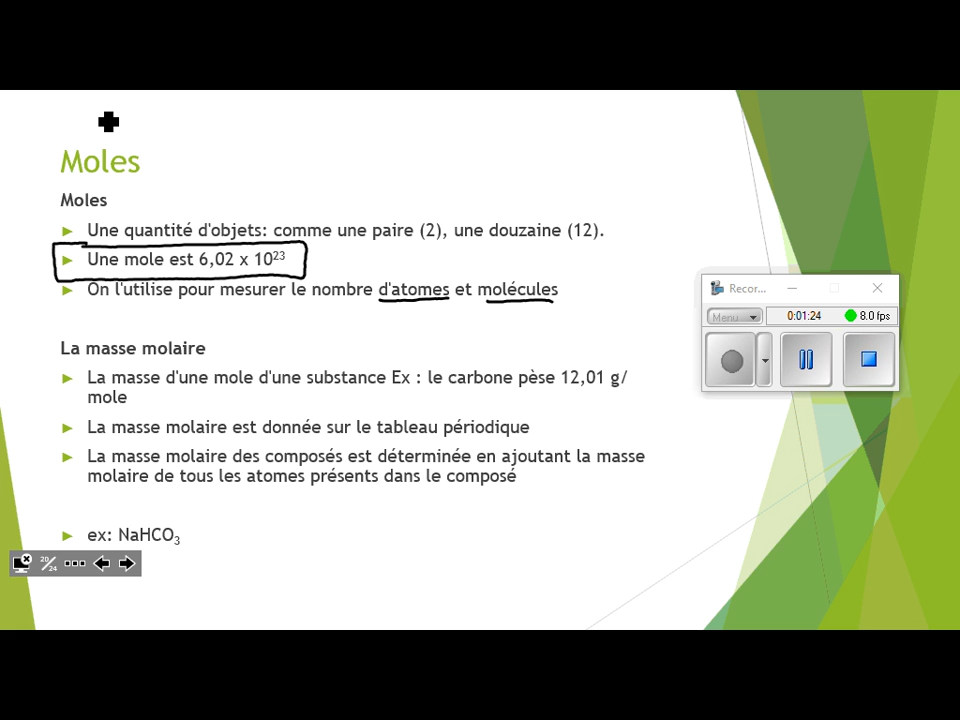 Moles
Moles
Une quantité d'objets: comme une paire (2), une douzaine (12).
Une mole est 6,02 x 10²³
On l'utilise pour mesurer le nombre d'atomes et molécules
La masse molaire
La masse d'une mole d'une substance Ex : le carbone pèse 12,01 g/
mole
La masse molaire est donnée sur le tableau périodique
La masse molaire des composés est déterminée en ajoutant la masse
molaire de tous les atomes présents dans le composé
ex: NaHCO₃
20/24
Recor...
Menu
0:01:24
8.0 fps